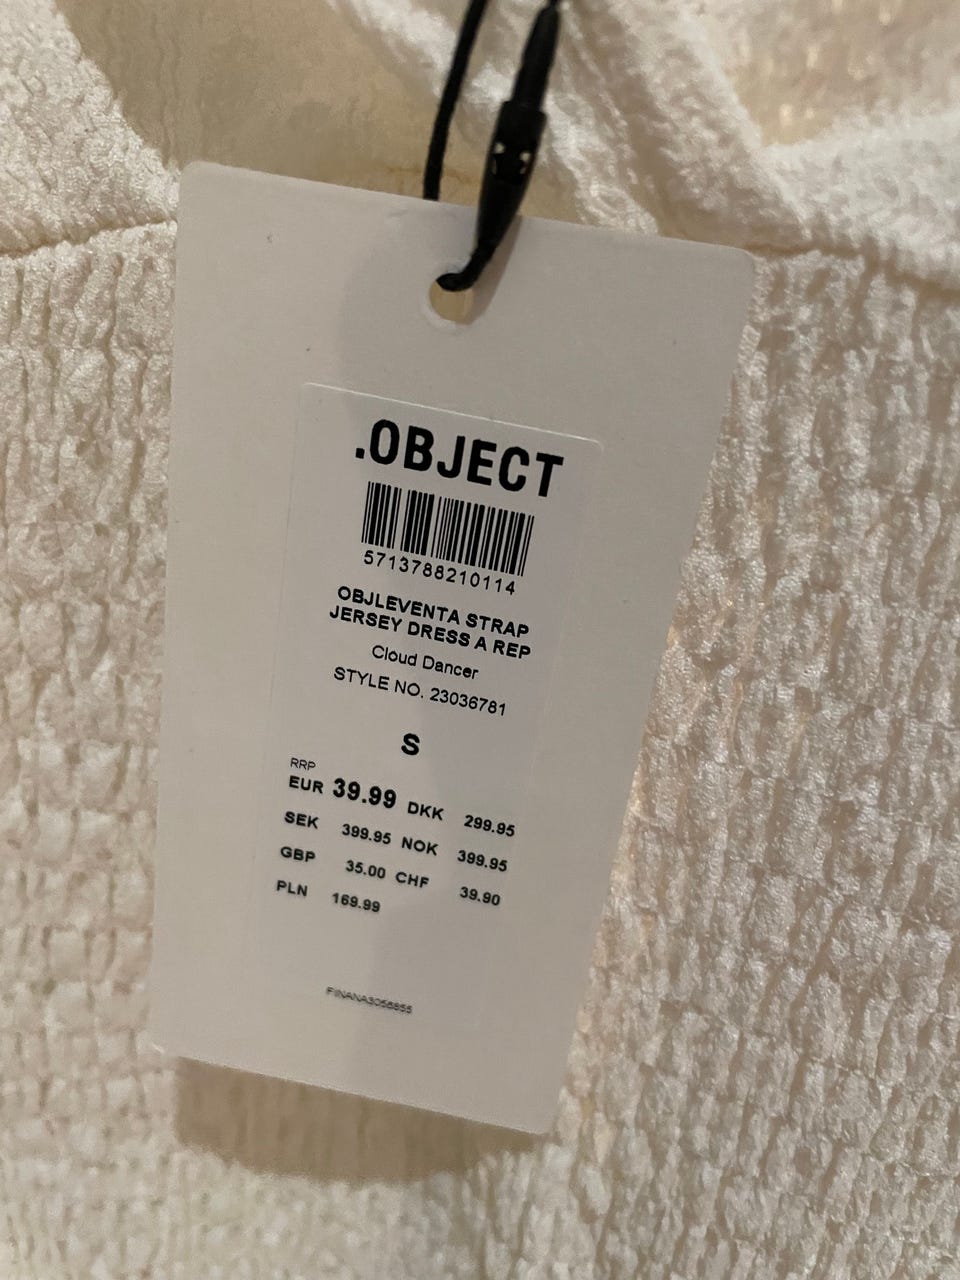 .OBJECT
5713788210114
OBJLEVENTA STRAP
JERSEY DRESS A REP
Cloud Dancer
STYLE NO. 23036781
S
RRP
EUR 39.99 DKK 299.95
SEK 399.95 NOK 399.95
GBP 35.00 CHF 39.90
PLN 169.99